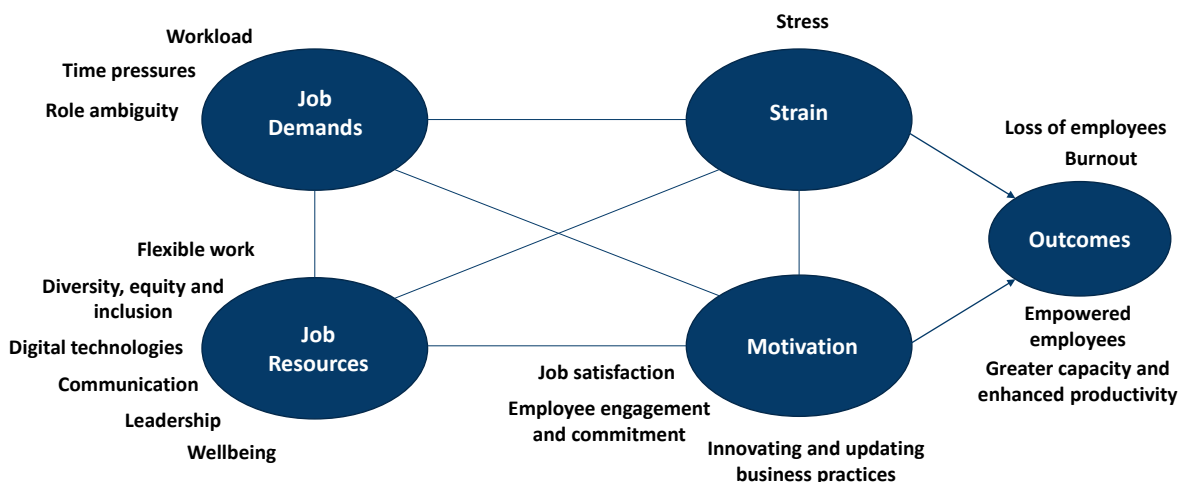 Stress
Workload
Time pressures
Role ambiguity
Job
Demands
Strain
Loss of employees
Burnout
Outcomes
Flexible work
Diversity, equity and
inclusion
Digital technologies
Communication
Leadership
Wellbeing
Job
Resources
Motivation
Job satisfaction
Employee engagement
and commitment
Innovating and updating
business practices
Empowered
employees
Greater capacity and
enhanced productivity